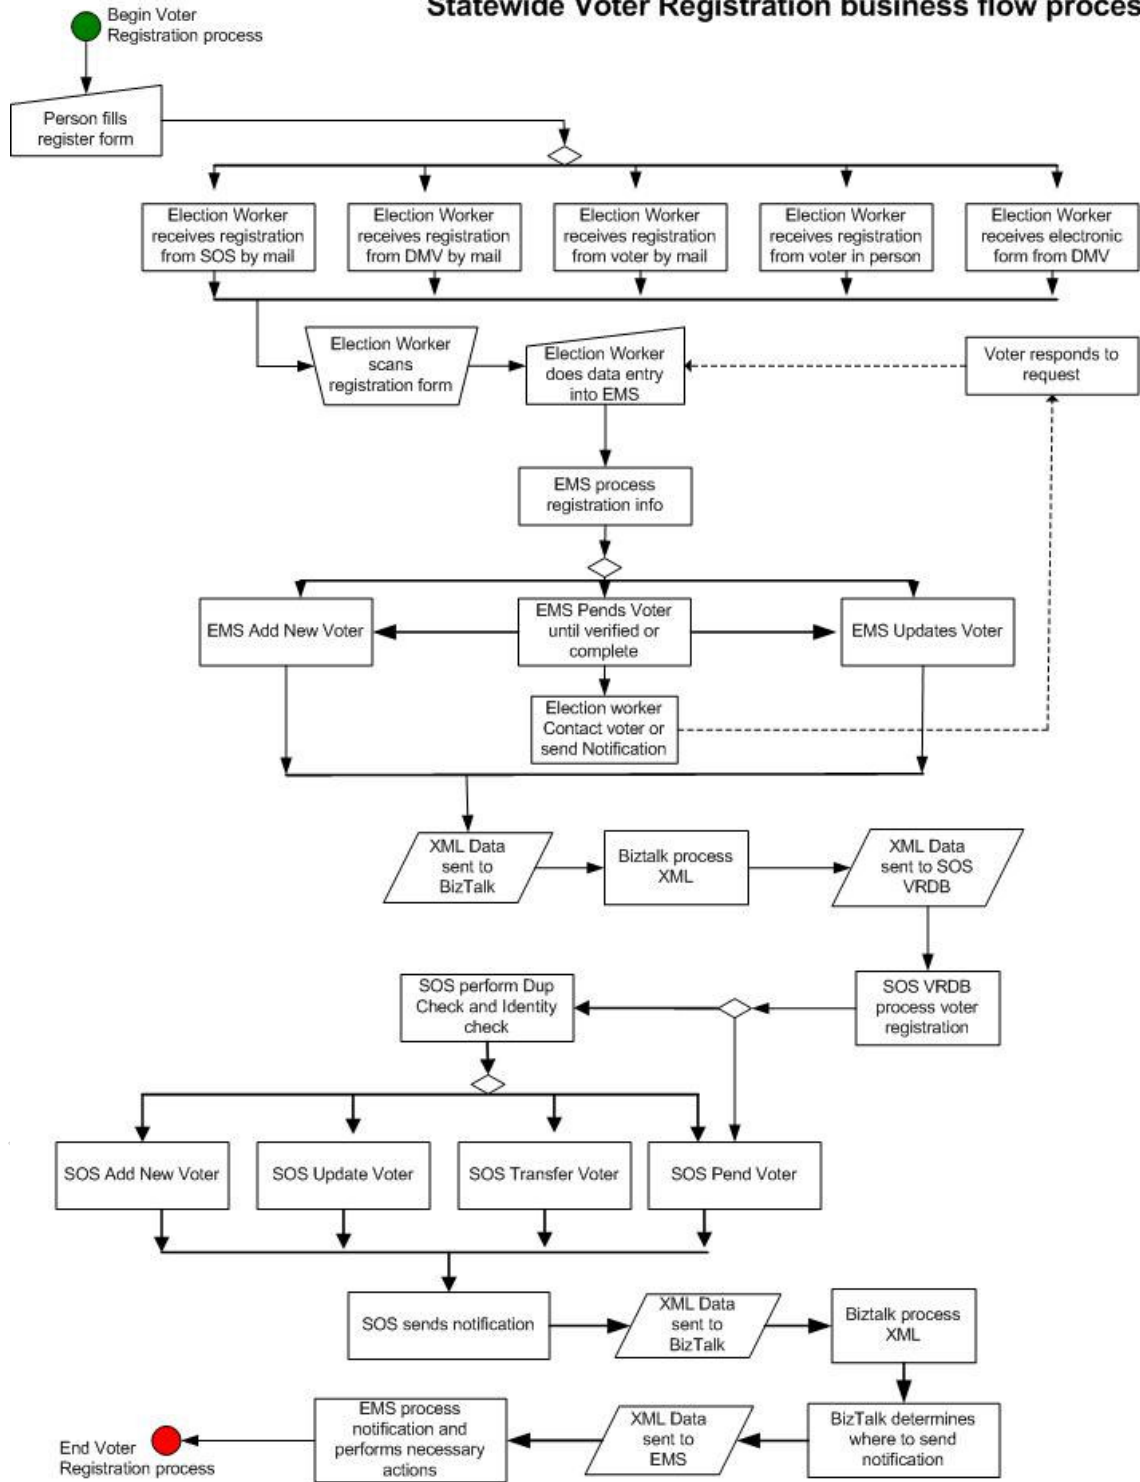 Statewide Voter Registration business flow proces
Begin Voter
Registration process
Person fills
register form
Election Worker
receives registration
from SOS by mail
Election Worker
receives registration
from DMV by mail
Election Worker
receives registration
from voter by mail
Election Worker
receives registration
from voter in person
Election Worker
receives electronic
form from DMV
Election Worker
scans
registration form
Election Worker
does data entry
into EMS
Voter responds to
request
EMS process
registration info
EMS Add New Voter
EMS Pends Voter
until verified or
complete
EMS Updates Voter
Election worker
Contact voter or
send Notification
XML Data
sent to
BizTalk
Biztalk process
XML
XML Data
sent to SOS
VRDB
SOS perform Dup
Check and Identity
check
SOS VRDB
process voter
registration
SOS Add New Voter
SOS Update Voter
SOS Transfer Voter
SOS Pend Voter
SOS sends notification
XML Data
sent to
BizTalk
Biztalk process
XML
End Voter
Registration process
EMS process
notification and
performs necessary
actions
XML Data
sent to
EMS
BizTalk determines
where to send
notification